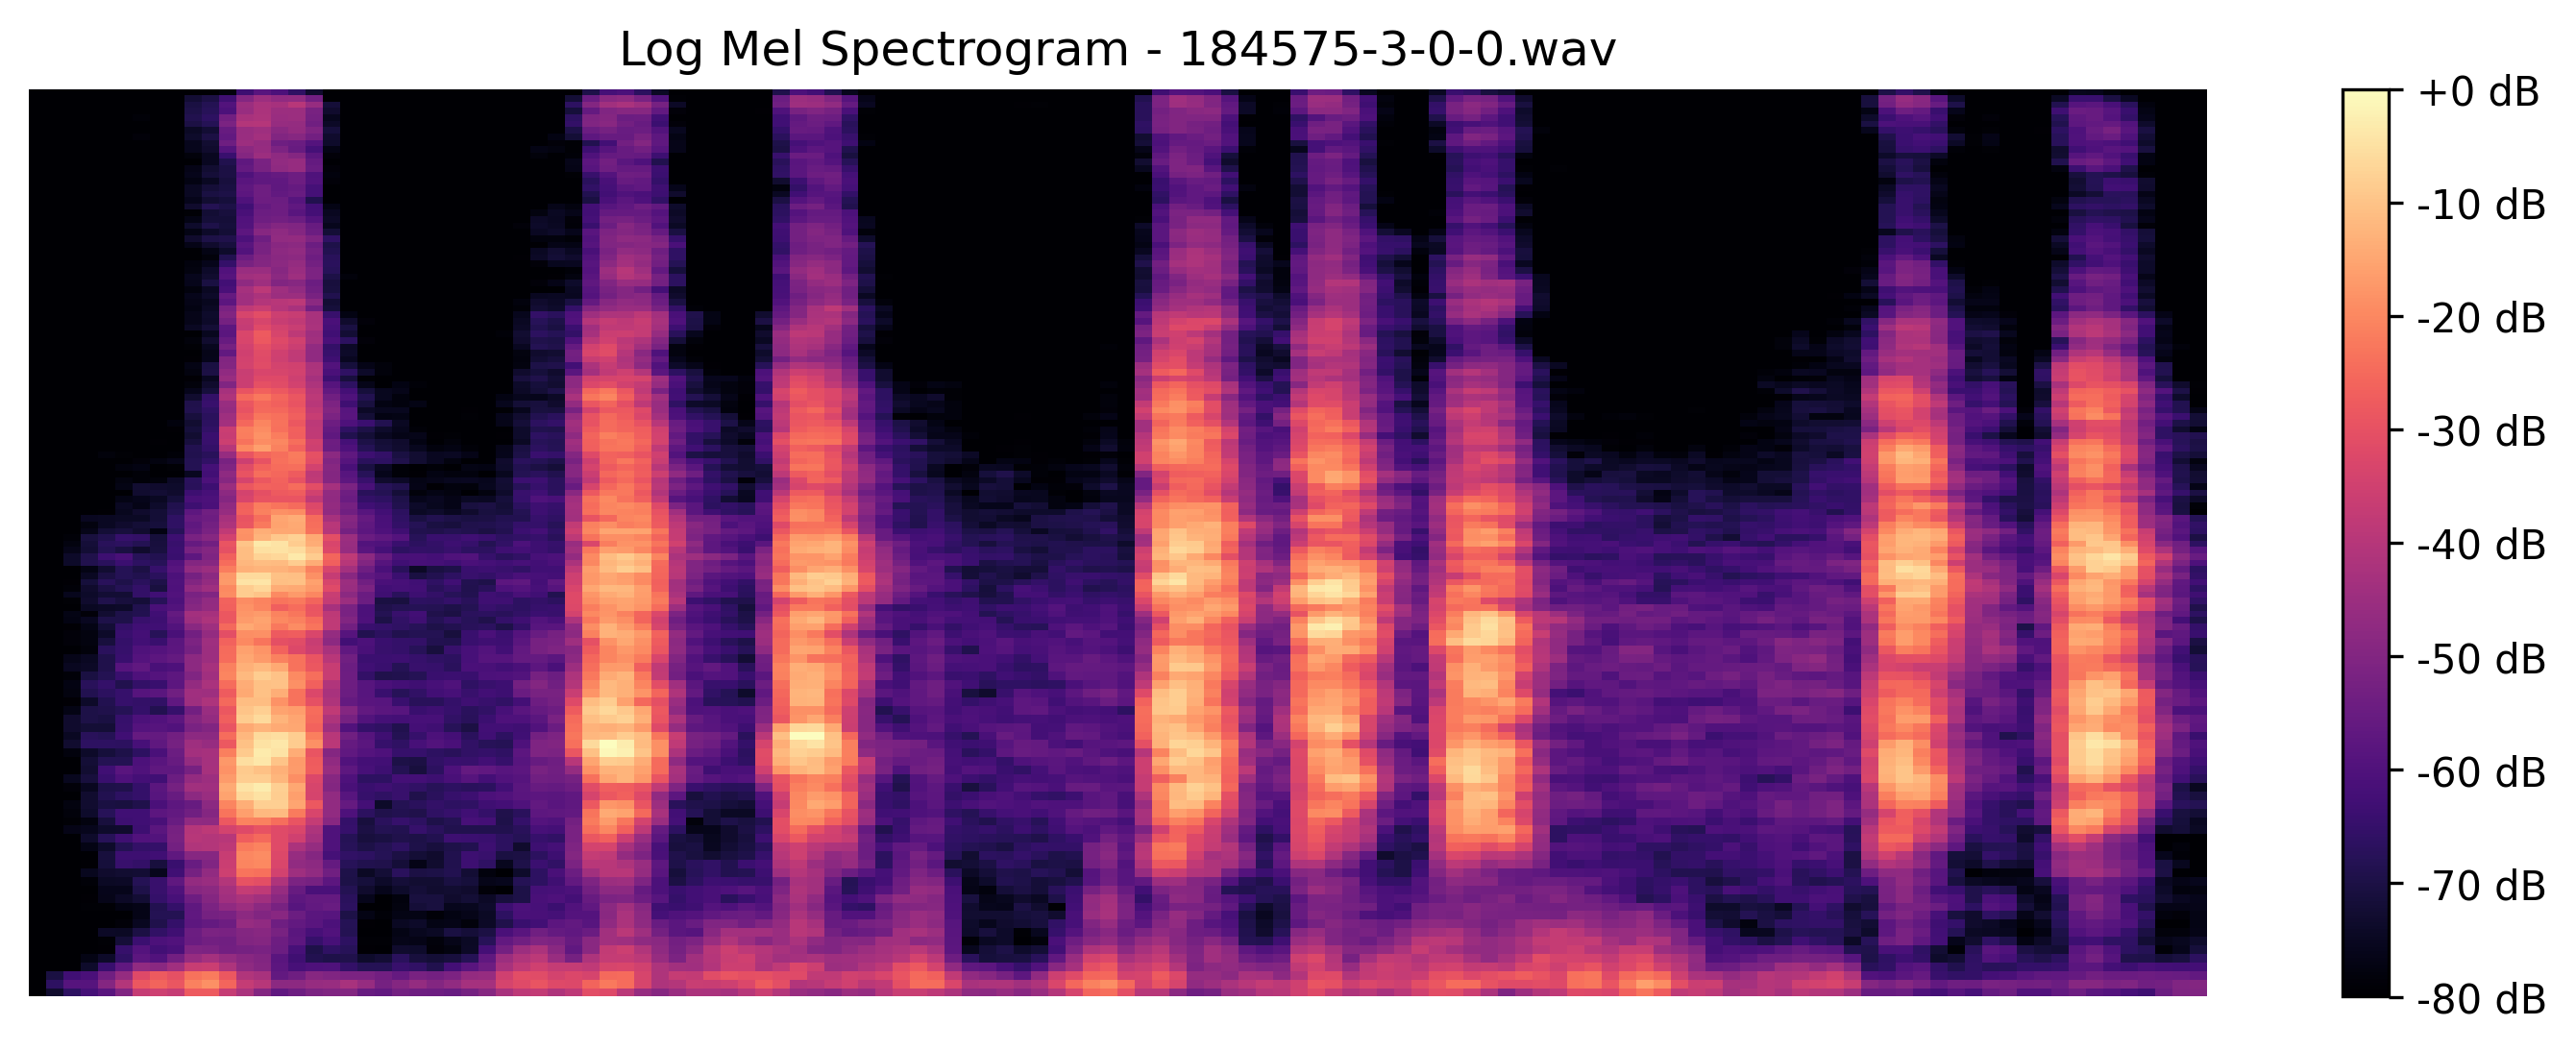 Log Mel Spectrogram - 184575-3-0-0.wav
+0 dB
-10 dB
-20 dB
-30 dB
-40 dB
-50 dB
-60 dB
-70 dB
-80 dB